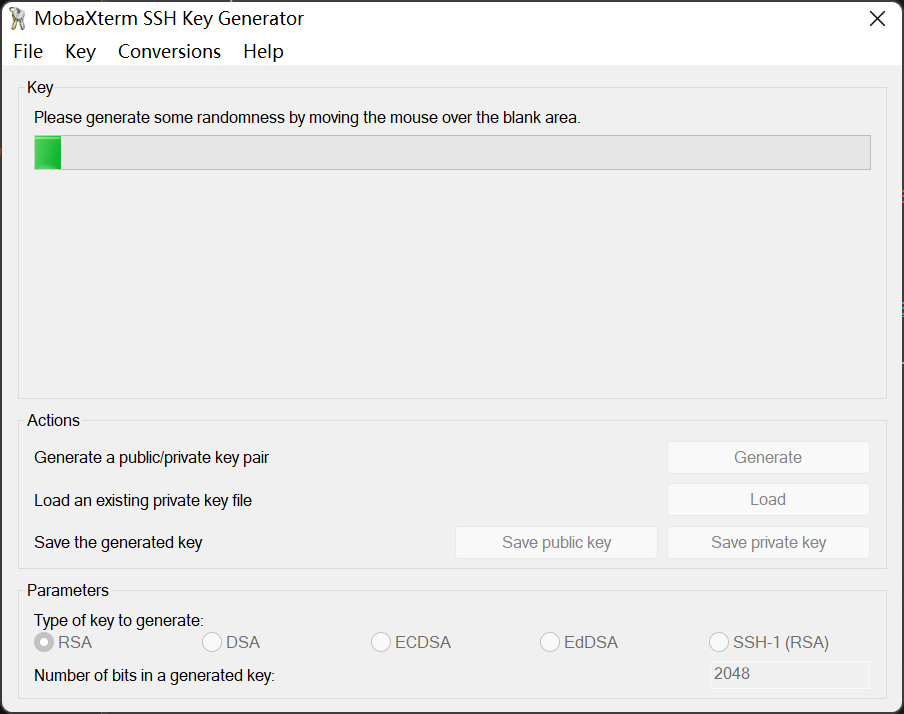 MobaXterm SSH Key Generator
File Key Conversions Help
Key
Please generate some randomness by moving the mouse over the blank area.
Actions
Generate a public/private key pair
Generate
Load an existing private key file
Load
Save the generated key
Save public key
Save private key
Parameters
Type of key to generate:
RSA DSA ECDSA EdDSA SSH-1 (RSA)
Number of bits in a generated key:
2048